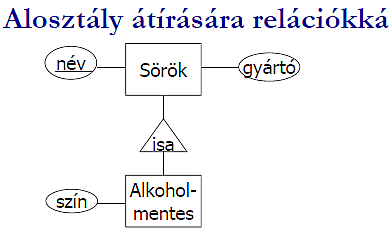 Alosztály átírására relációkká
név
Sörök
gyártó
isa
szín
Alkohol-
mentes